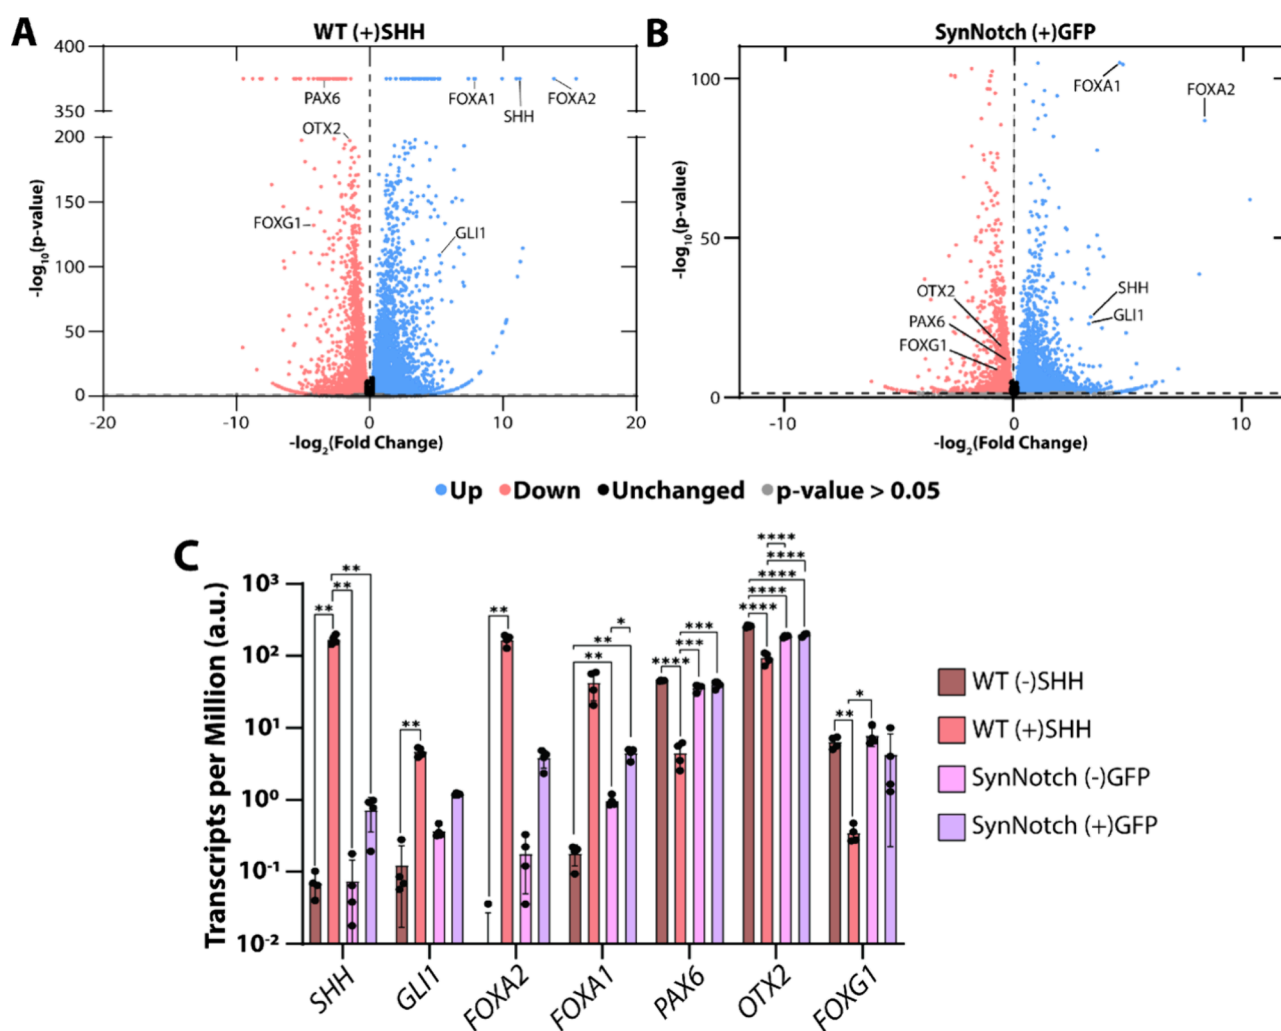 A
WT (+)SHH
400
350
200
150
100
50
0
-log10(p-value)
PAX6
OTX2
FOXG1
FOXA1
SHH
FOXA2
GLI1
-20
-10
0
10
20
-log2(Fold Change)
B
SynNotch (+)GFP
100
50
0
-log10(p-value)
FOXA1
FOXA2
OTX2
PAX6
FOXG1
SHH
GLI1
-10
0
10
-log2(Fold Change)
Up Down Unchanged p-value > 0.05
C
Transcripts per Million (a.u.)
10³
10²
10¹
10⁰
10⁻¹
10⁻²
** ** **
**
**
** ** *
**** *** ***
**** **** **** **** ****
** *
SHH
GLI1
FOXA2
FOXA1
PAX6
OTX2
FOXG1
WT (-)SHH
WT (+)SHH
SynNotch (-)GFP
SynNotch (+)GFP